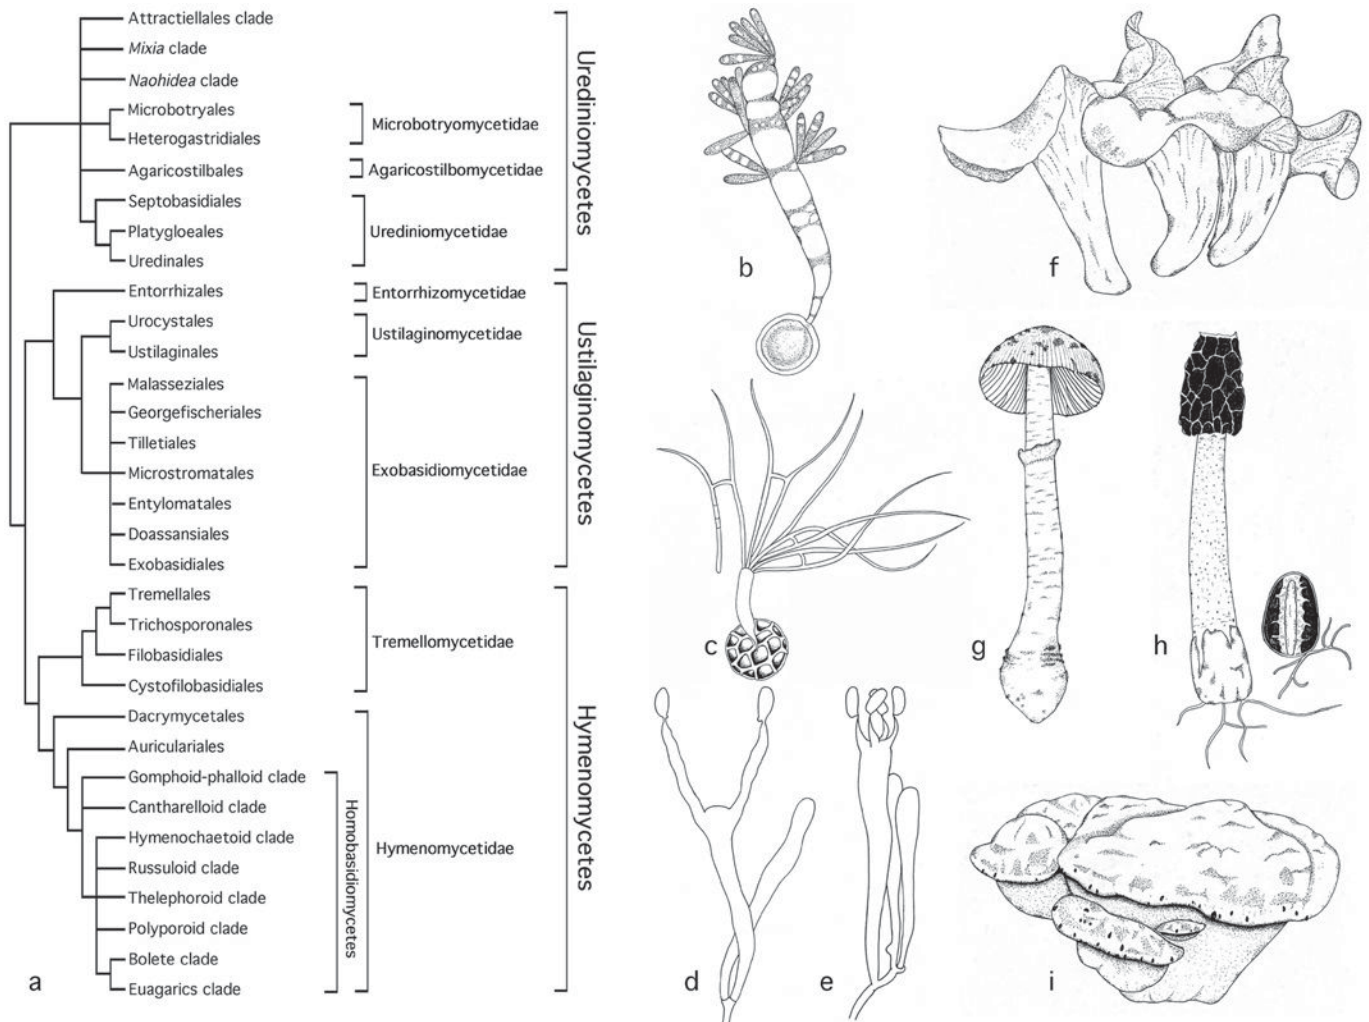 Attractiellales clade
Mixia clade
Naohidea clade
Microbotryales
Heterogastridiales
Microbotryomycetidae
Agaricostilbales
Agaricostilbomycetidae
Septobasidiales
Platygloeales
Uredinales
Urediniomycetidae
Urediniomycetes
Entorrhizales
Entorrhizomycetidae
Urocystales
Ustilaginales
Ustilaginomycetidae
Malasseziales
Georgefischeriales
Tilletiales
Microstromatales
Entylomatales
Doassansiales
Exobasidiales
Exobasidiomycetidae
Ustilaginomycetes
Tremellales
Trichosporonales
Filobasidiales
Cystofilobasidiales
Tremellomycetidae
Dacrymycetales
Auriculariales
Gomphoid-phalloid clade
Cantharelloid clade
Hymenochaetoid clade
Russuloid clade
Thelephoroid clade
Polyporoid clade
Bolete clade
Euagarics clade
Homobasidiomycetes
Hymenomycetidae
Hymenomycetes
a
b
c
d
e
f
g
h
i